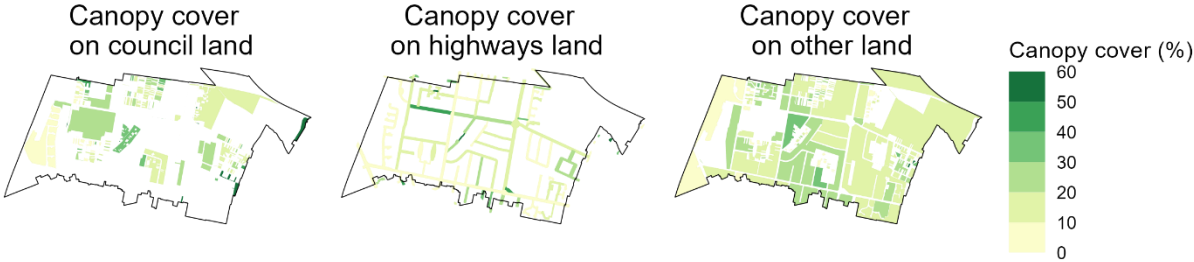 Canopy cover
on council land
Canopy cover
on highways land
Canopy cover
on other land
Canopy cover (%)
60
50
40
30
20
10
0